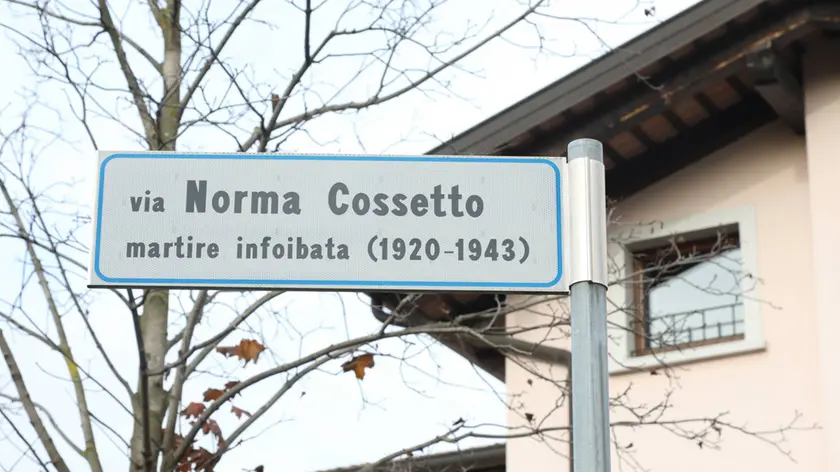 via Norma Cossetto
martire infoibata (1920-1943)